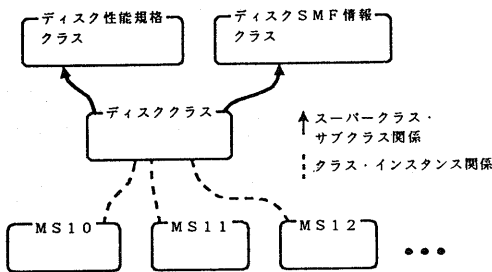 ディスク性能規格
クラス
ディスクＳＭＦ情報
クラス
ディスククラス
スーパークラス・
サブクラス関係
クラス・インスタンス関係
ＭＳ１０
ＭＳ１１
ＭＳ１２
●●●